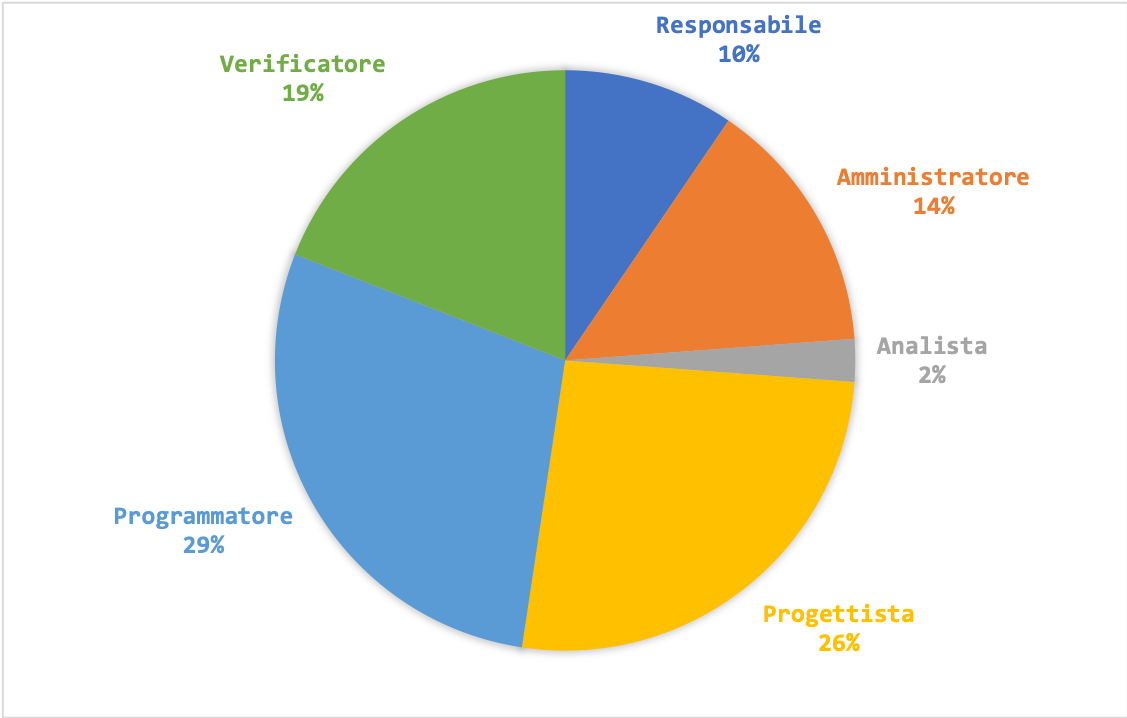 Responsabile
10%
Verificatore
19%
Amministratore
14%
Analista
2%
Programmatore
29%
Progettista
26%